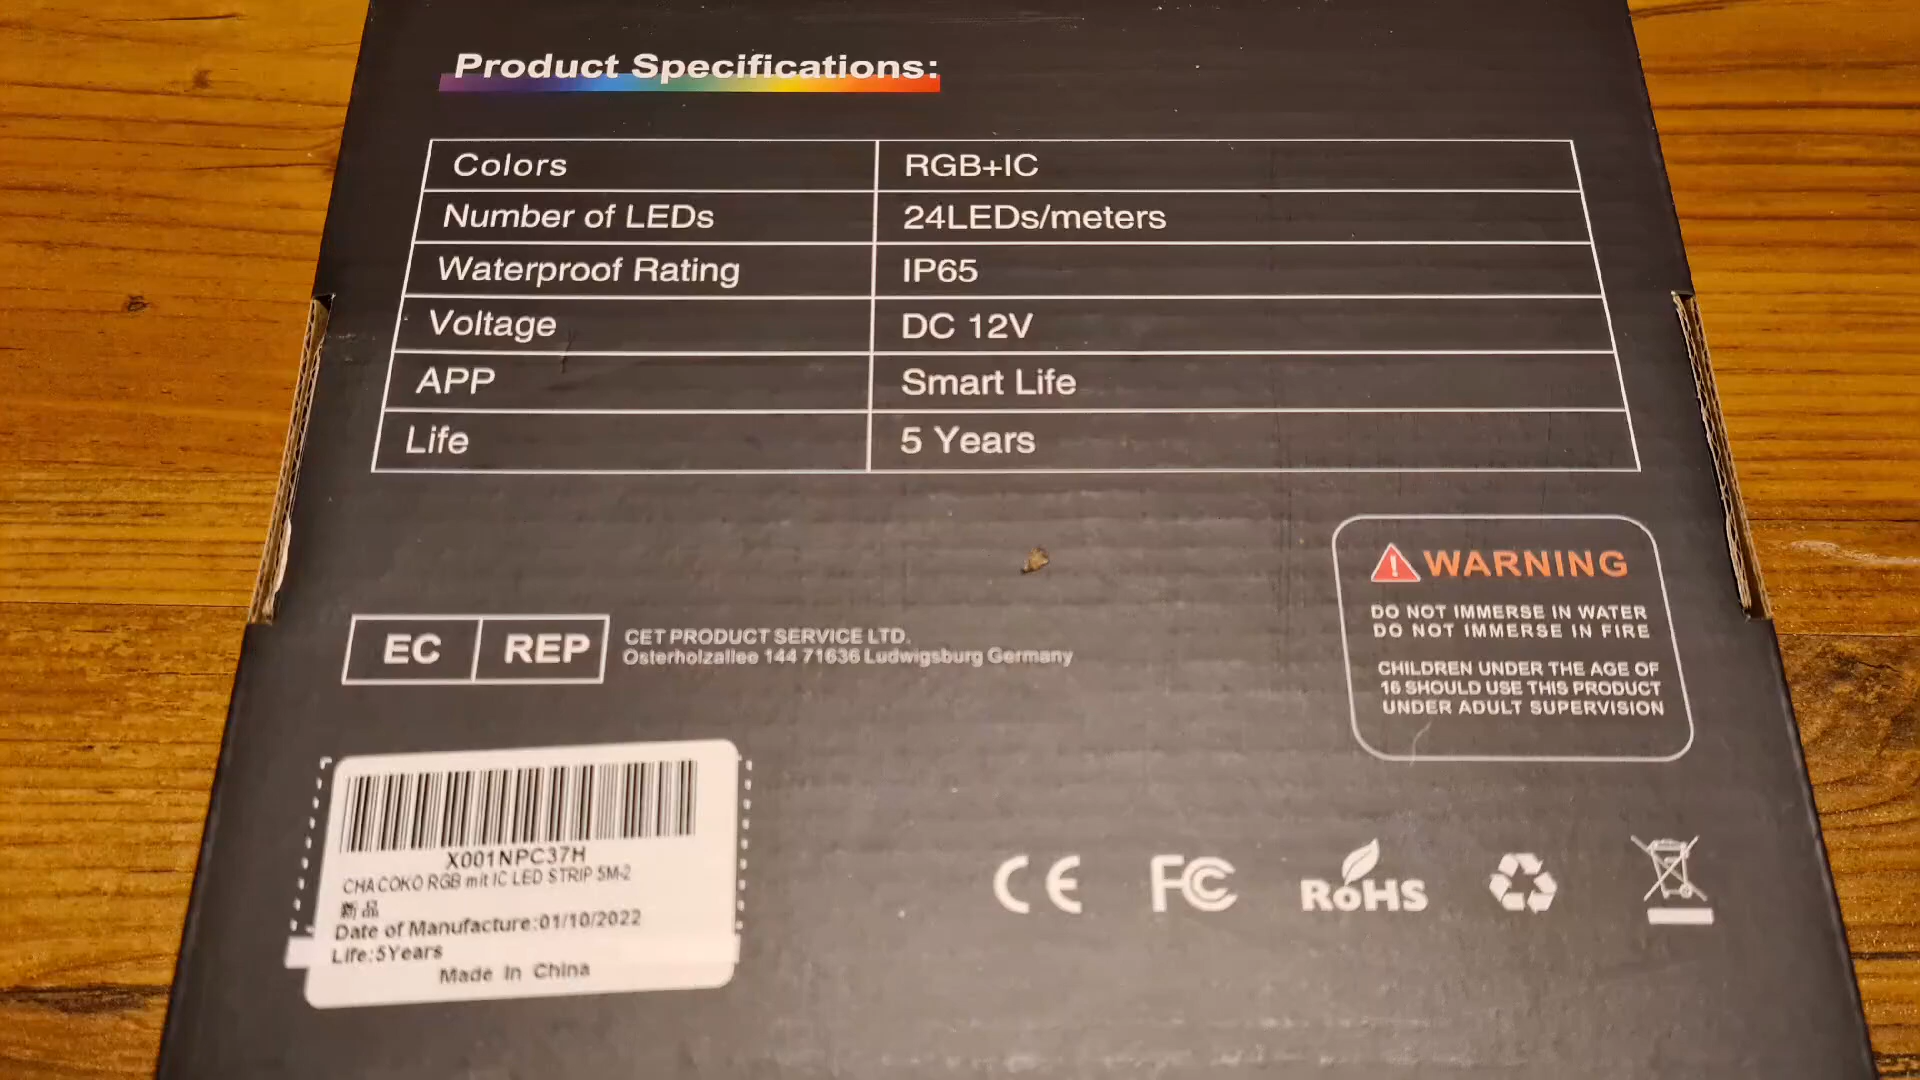 Product Specifications:
Colors RGB+IC
Number of LEDs 24LEDs/meters
Waterproof Rating IP65
Voltage DC 12V
APP Smart Life
Life 5 Years
WARNING
DO NOT IMMERSE IN WATER
DO NOT IMMERSE IN FIRE
CHILDREN UNDER THE AGE OF
16 SHOULD USE THIS PRODUCT
UNDER ADULT SUPERVISION
EC REP
CET PRODUCT SERVICE LTD.
Osterholzallee 144 71636 Ludwigsburg Germany
X001NPC37H
CHACOKO RGB mit IC LED STRIP 5M-2
新品
Date of Manufacture:01/10/2022
Life:5Years
Made In China
CE FC RoHS